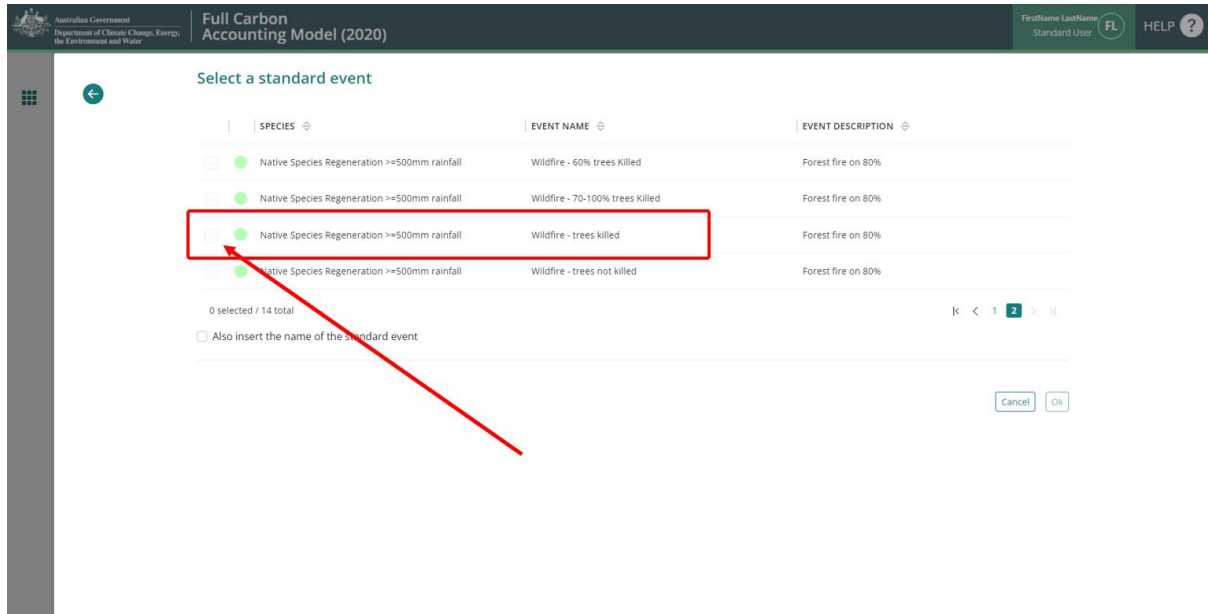 Australian Government
Department of Climate Change, Energy,
the Environment and Water
Full Carbon
Accounting Model (2020)
FirstName LastName
Standard User
FL
HELP ?
Select a standard event
SPECIES EVENT NAME EVENT DESCRIPTION
Native Species Regeneration >=500mm rainfall Wildfire - 60% trees Killed Forest fire on 80%
Native Species Regeneration >=500mm rainfall Wildfire - 70-100% trees Killed Forest fire on 80%
Native Species Regeneration >=500mm rainfall Wildfire - trees killed Forest fire on 80%
Native Species Regeneration >=500mm rainfall Wildfire - trees not killed Forest fire on 80%
0 selected / 14 total 1 2
Also insert the name of the standard event
Cancel Ok